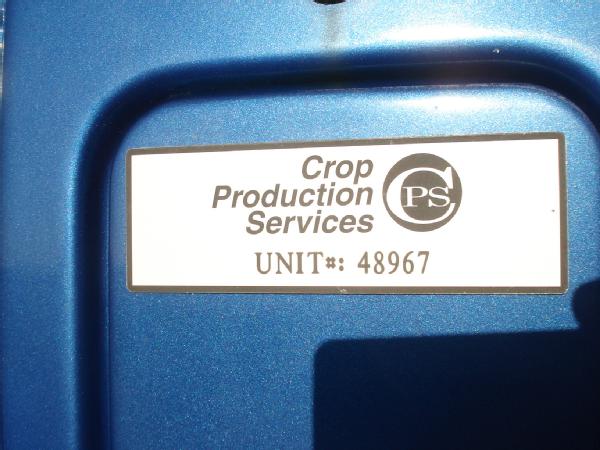 Crop
Production
Services
CPS
UNIT#: 48967